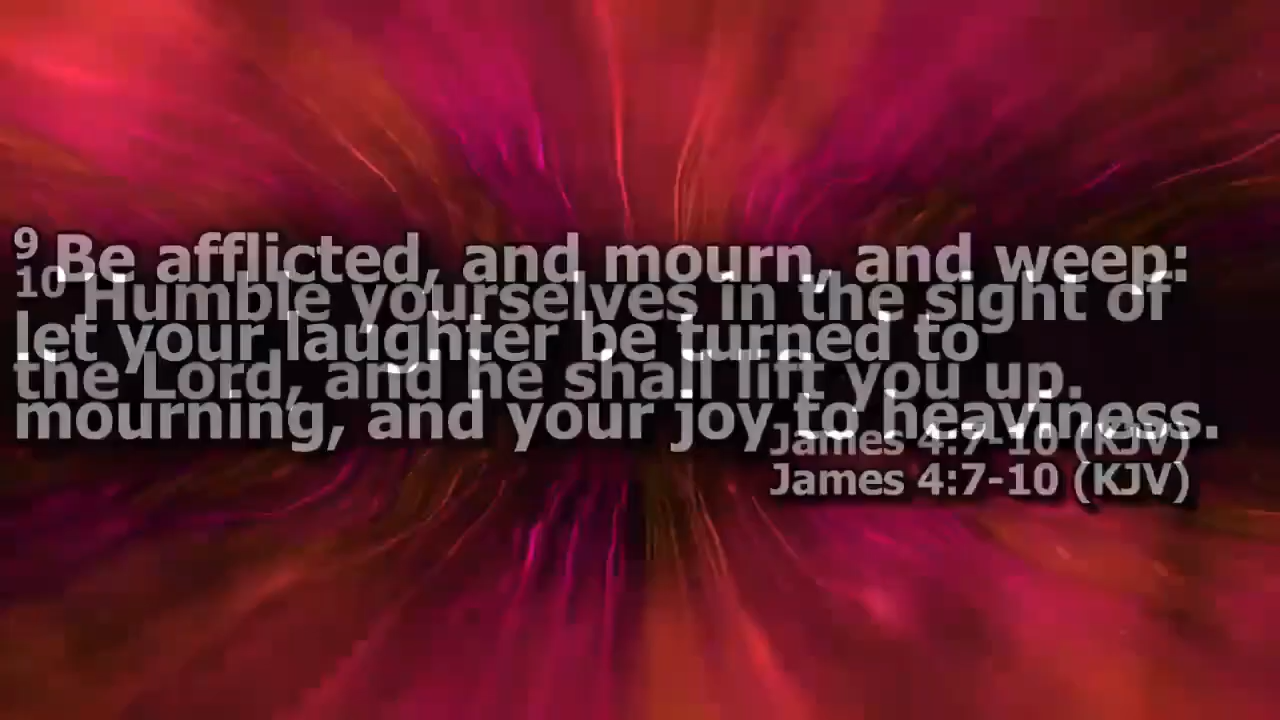 9 Be afflicted, and mourn, and weep:
10 Humble yourselves in the sight of
let your laughter be turned to
the Lord, and he shall lift you up.
mourning, and your joy to heaviness.
James 4:7-10 (KJV)
James 4:7-10 (KJV)